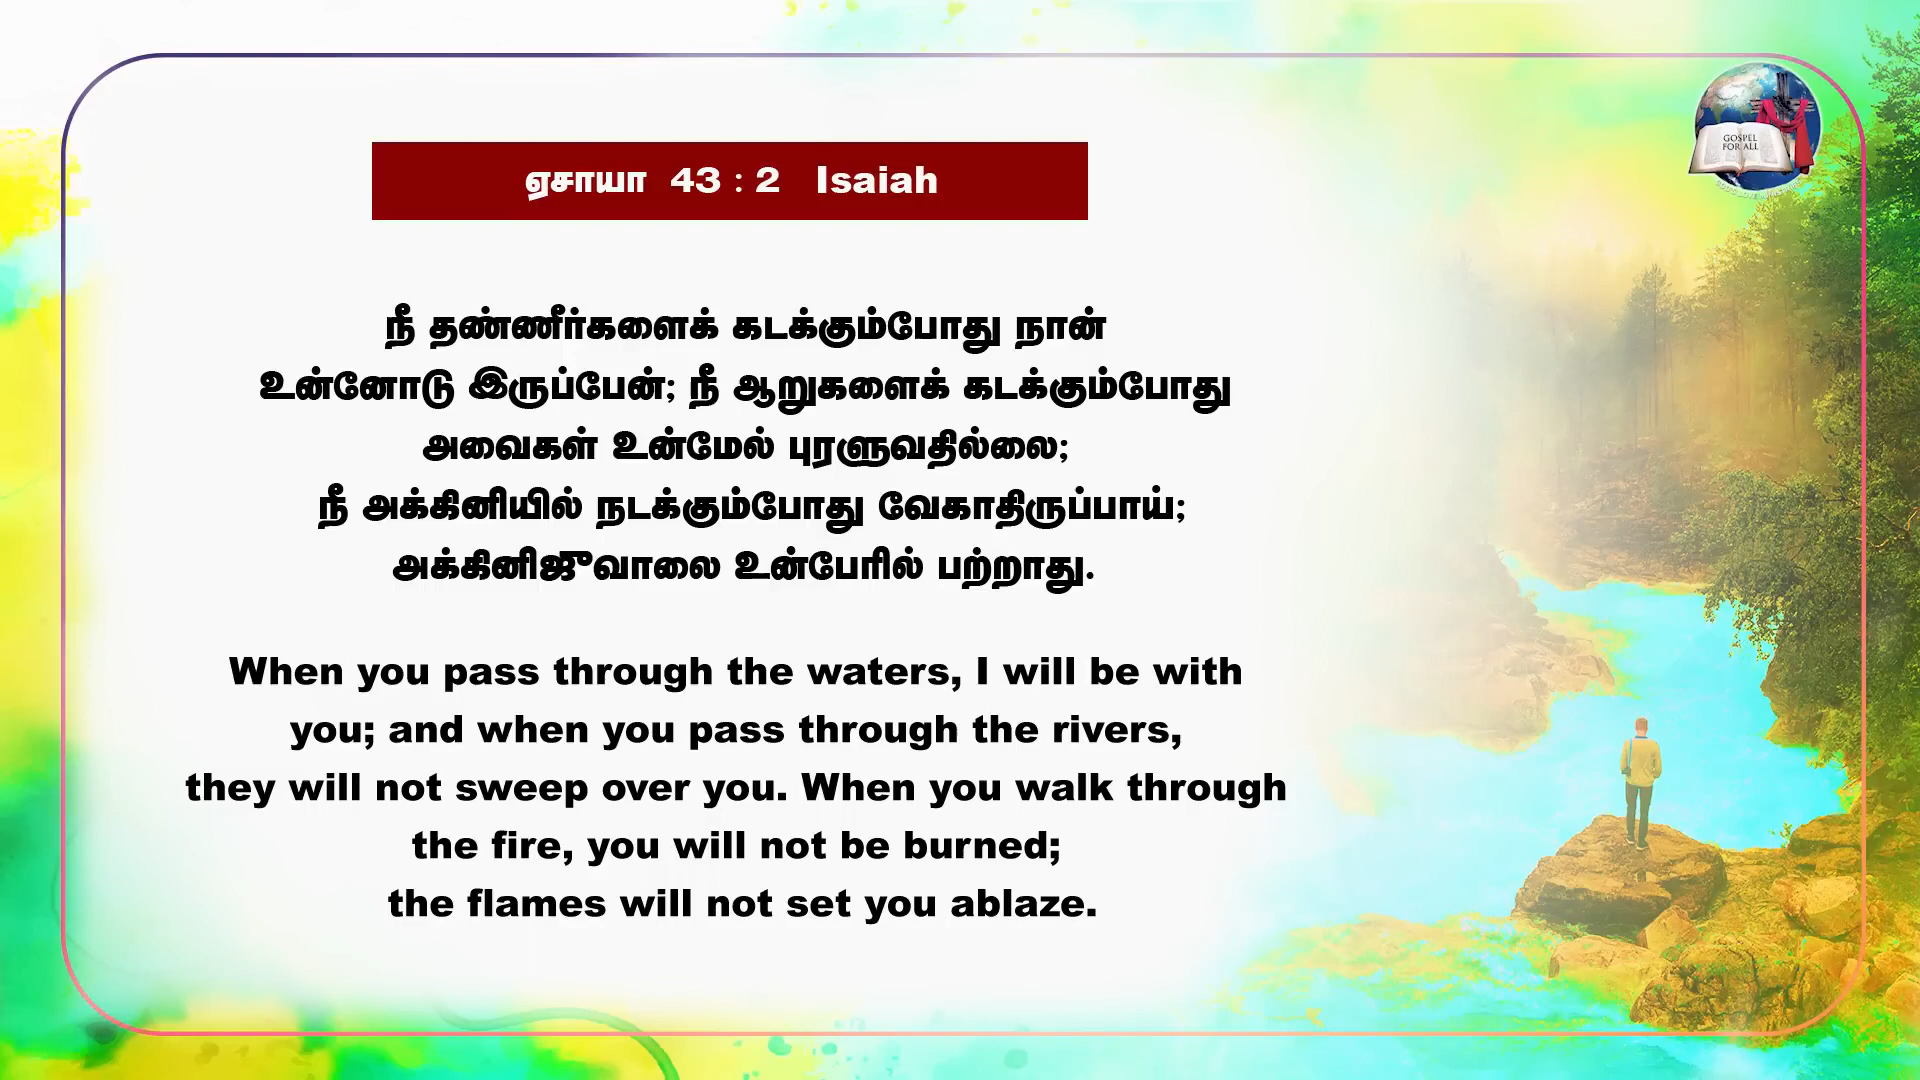 GOSPEL
FOR ALL
ஏசாயா 43 : 2 Isaiah
நீ தண்ணீர்களைக் கடக்கும்போது நான்
உன்னோடு இருப்பேன்; நீ ஆறுகளைக் கடக்கும்போது
அவைகள் உன்மேல் புரளுவதில்லை;
நீ அக்கினியில் நடக்கும்போது வேகாதிருப்பாய்;
அக்கினிஜுவாலை உன்பேரில் பற்றாது.
When you pass through the waters, I will be with
you; and when you pass through the rivers,
they will not sweep over you. When you walk through
the fire, you will not be burned;
the flames will not set you ablaze.